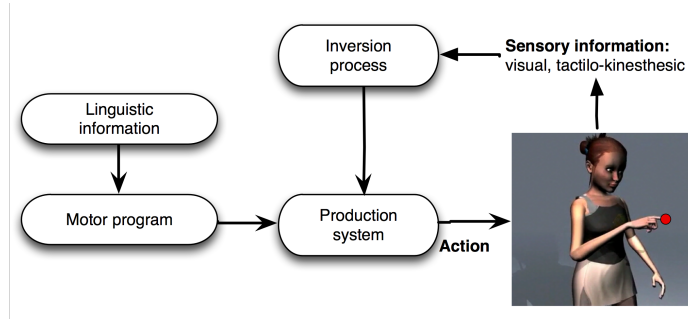 Inversion
process
Sensory information:
visual, tactilo-kinesthesic
Linguistic
information
Motor program
Production
system
Action